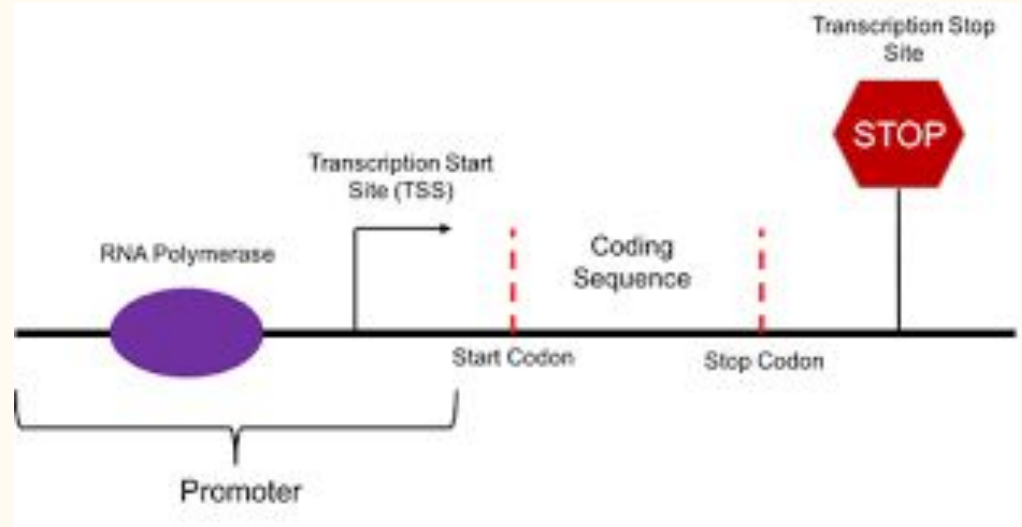 Transcription Stop
Site
STOP
Transcription Start
Site (TSS)
RNA Polymerase
Coding
Sequence
Start Codon
Stop Codon
Promoter